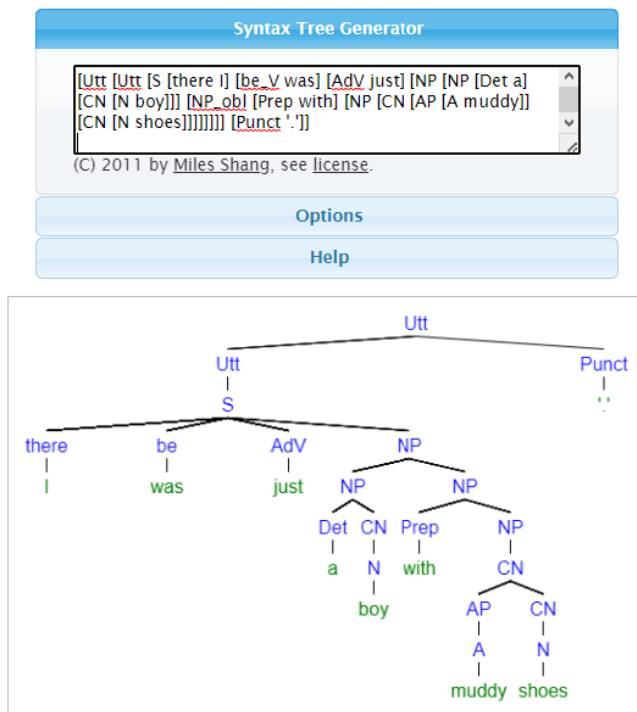 Syntax Tree Generator
[Utt [Utt [S [there I] [be_V was] [AdV just] [NP [NP [Det a]
[CN [N boy]]] [NP_obl [Prep with] [NP [CN [AP [A muddy]]
[CN [N shoes]]]]]]]] [Punct '.']]
(C) 2011 by Miles Shang, see license.
Options
Help
Utt
Utt Punct
S '.'
there be AdV NP
I was just NP NP
Det CN Prep NP
a N with CN
boy AP CN
A N
muddy shoes